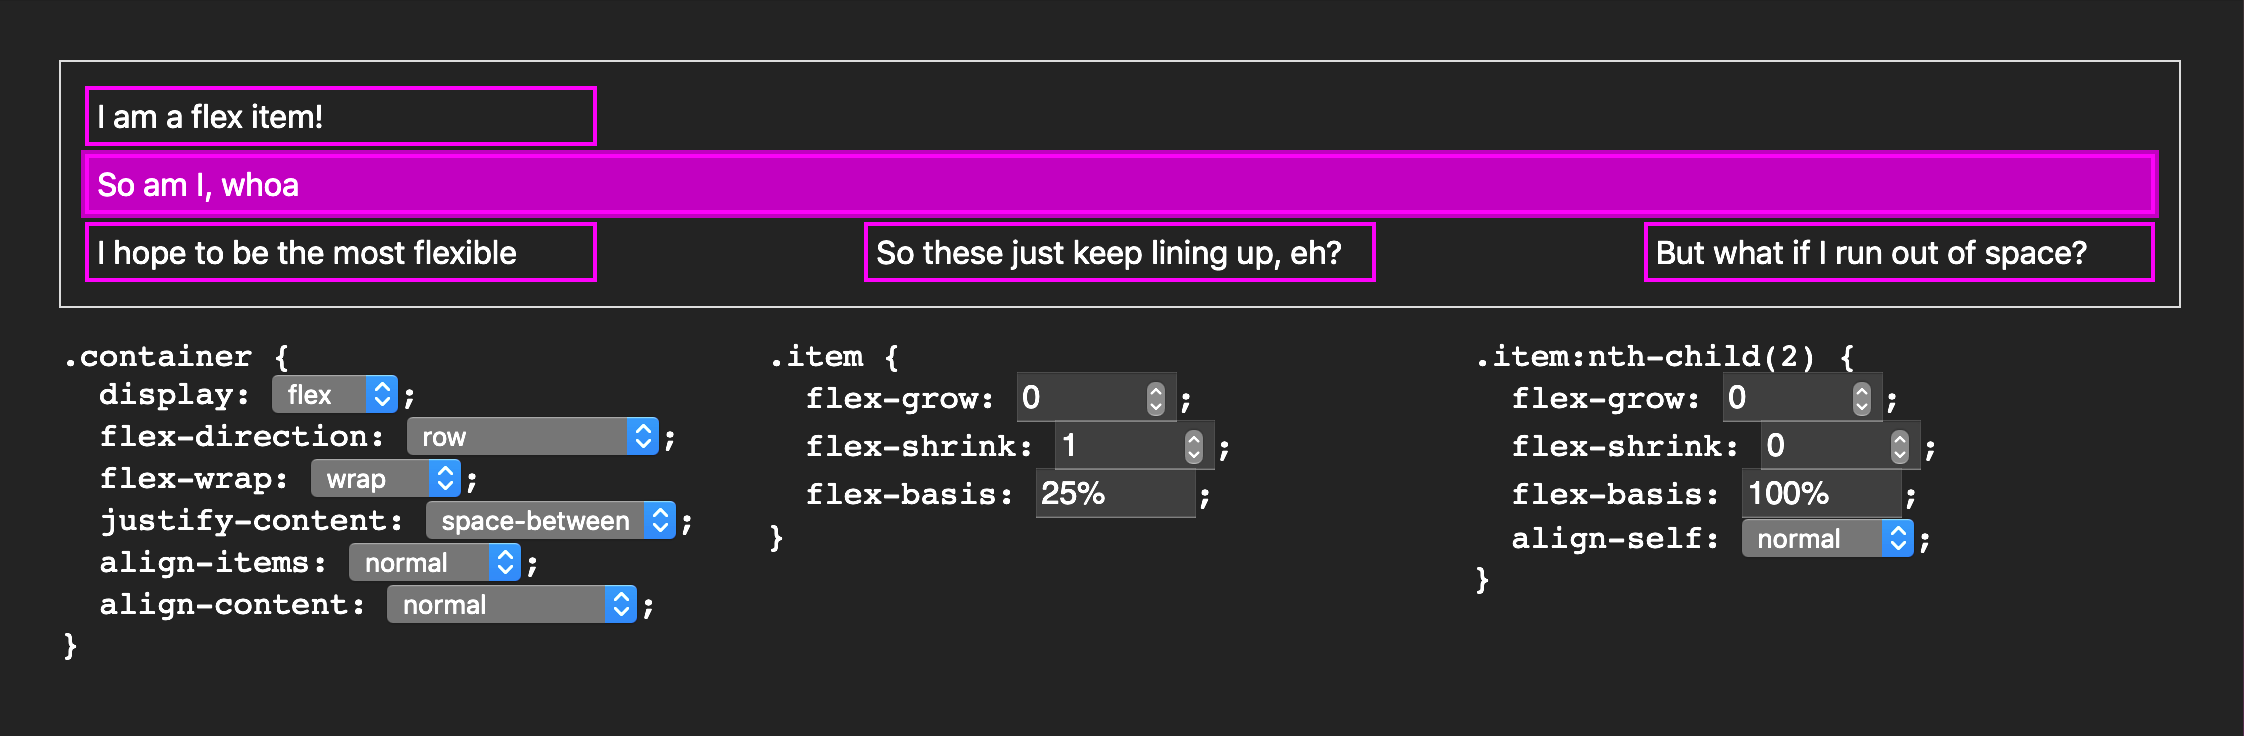 I am a flex item!
So am I, whoa
I hope to be the most flexible
So these just keep lining up, eh?
But what if I run out of space?
.container {
display: flex ;
flex-direction: row ;
flex-wrap: wrap ;
justify-content: space-between ;
align-items: normal ;
align-content: normal ;
}
.item {
flex-grow: 0 ;
flex-shrink: 1 ;
flex-basis: 25% ;
}
.item:nth-child(2) {
flex-grow: 0 ;
flex-shrink: 0 ;
flex-basis: 100% ;
align-self: normal ;
}